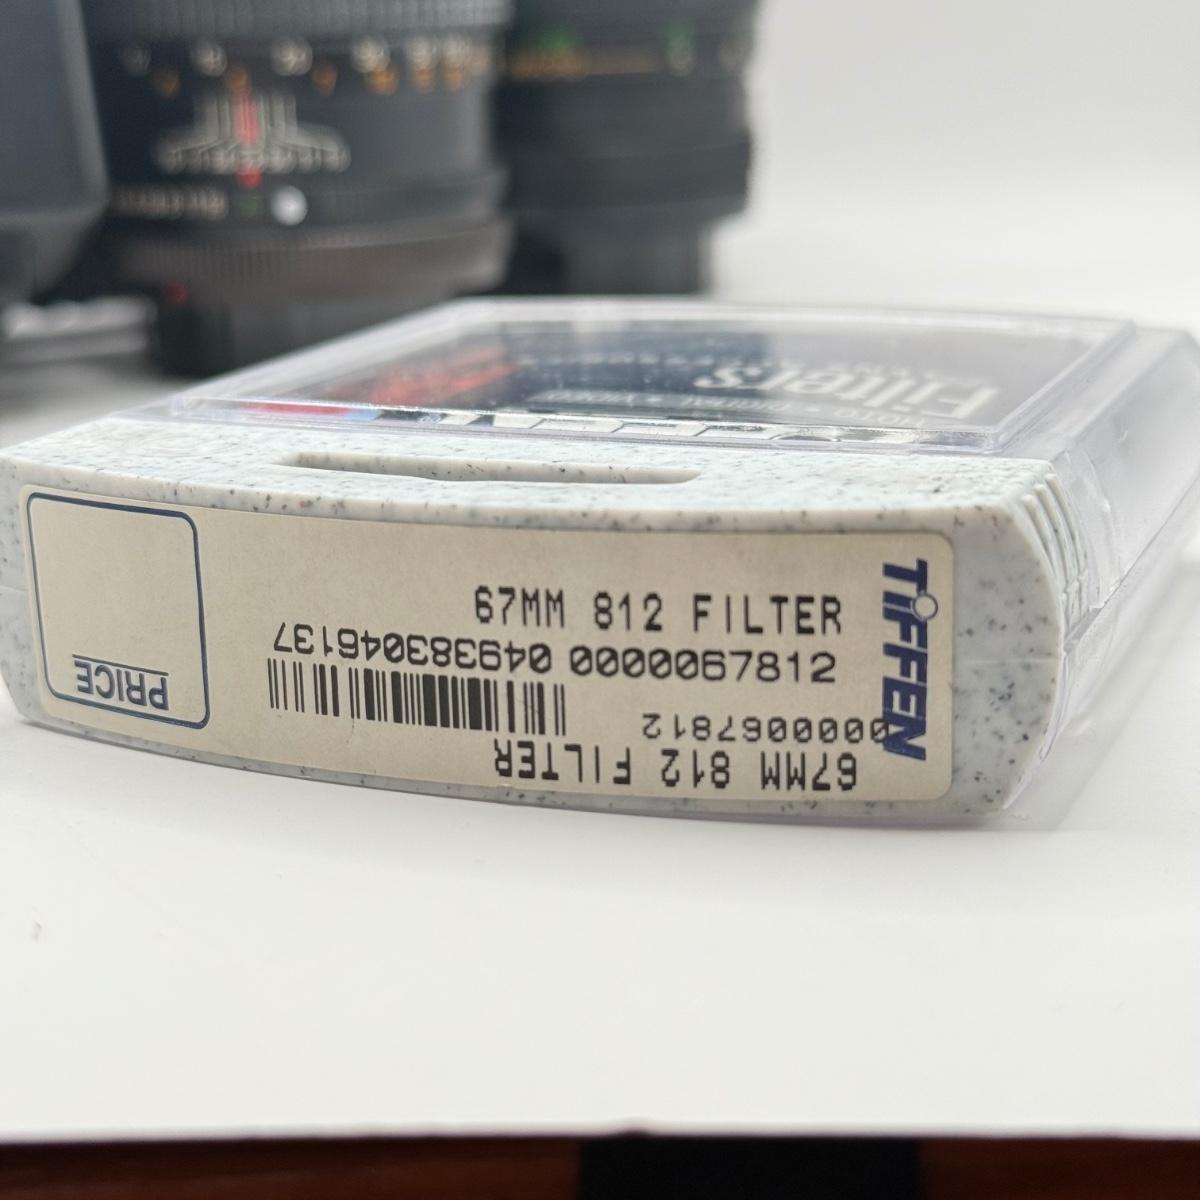 Filters
67MM 812 FILTER
0000067812
049383046137
0000067812
67MM 812 FILTER
TIFFEN
PRICE